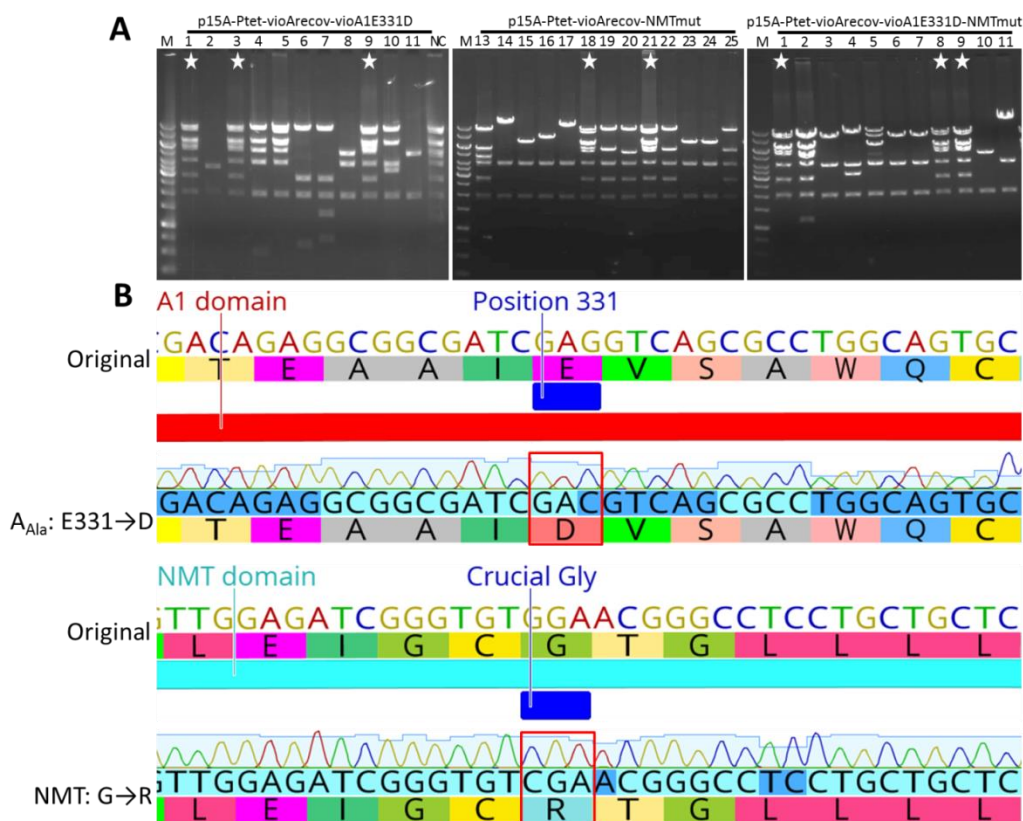 A
p15A-Ptet-vioArecov-vioA1E331D
p15A-Ptet-vioArecov-NMTmut
p15A-Ptet-vioArecov-vioA1E331D-NMTmut
M 1 2 3 4 5 6 7 8 9 10 11 NC
M 13 14 15 16 17 18 19 20 21 22 23 24 25
M 1 2 3 4 5 6 7 8 9 10 11
B
A1 domain
Position 331
GACAGAGGCGGCGATCGAGGTCAGCGCCTGGCAGTGC
Original
T E A A I E V S A W Q C
GACAGAGGCGGCGATCGACGTCAGCGCCTGGCAGTGC
AAla: E331→D
T E A A I D V S A W Q C
NMT domain
Crucial Gly
GTTGGAGATCGGGTGTGGAACGGGCCTCCTGCTGCTC
Original
L E I G C G T G L L L L
GTTGGAGATCGGGTGTCGAACGGGCCTCCTGCTGCTC
NMT: G→R
L E I G C R T G L L L L